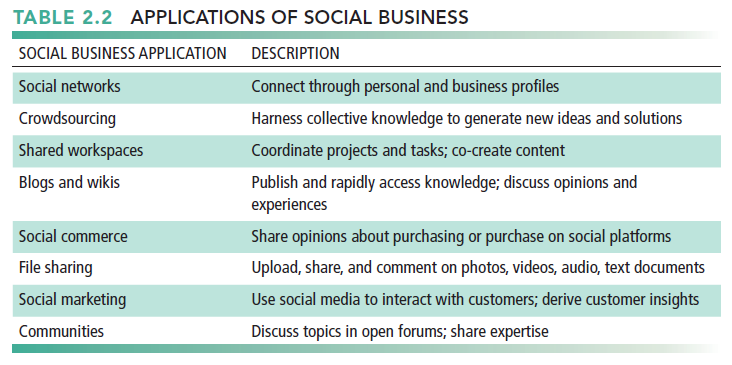 TABLE 2.2 APPLICATIONS OF SOCIAL BUSINESS
SOCIAL BUSINESS APPLICATION DESCRIPTION
Social networks Connect through personal and business profiles
Crowdsourcing Harness collective knowledge to generate new ideas and solutions
Shared workspaces Coordinate projects and tasks; co-create content
Blogs and wikis Publish and rapidly access knowledge; discuss opinions and
experiences
Social commerce Share opinions about purchasing or purchase on social platforms
File sharing Upload, share, and comment on photos, videos, audio, text documents
Social marketing Use social media to interact with customers; derive customer insights
Communities Discuss topics in open forums; share expertise